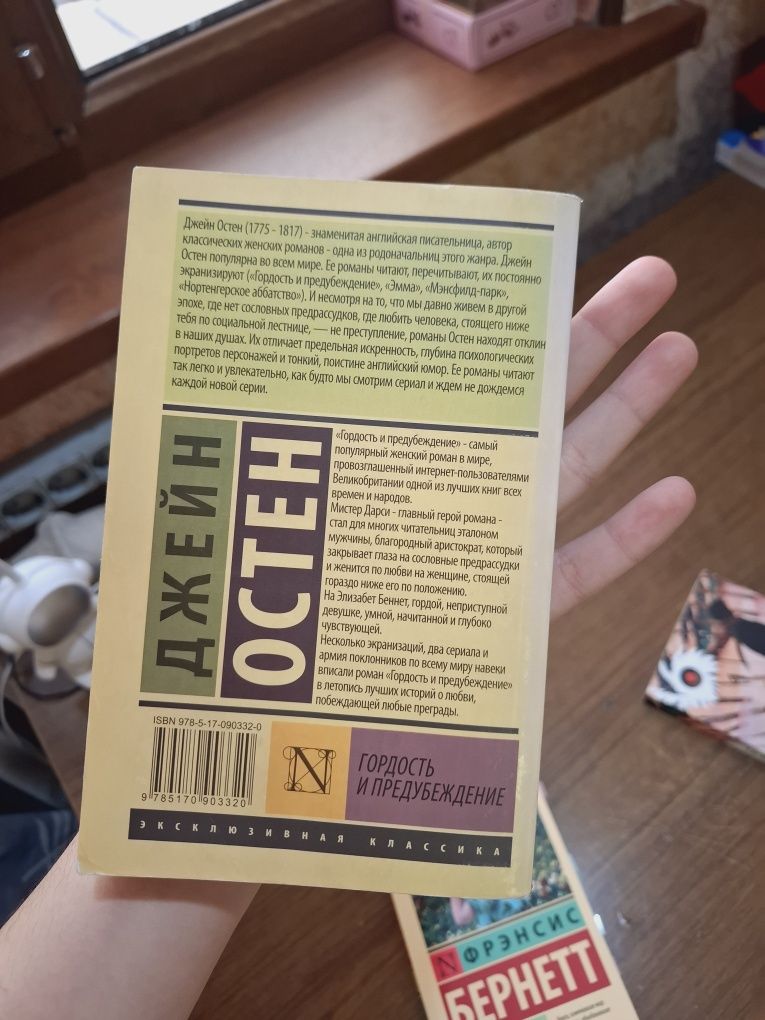 Джейн Остен (1775 - 1817) - знаменитая английская писательница, автор
классических женских романов - одна из родоначальниц этого жанра. Джейн
Остен популярна во всем мире. Ее романы читают, перечитывают, их постоянно
экранизируют («Гордость и предубеждение», «Эмма», «Мэнсфилд-парк»,
«Нортенгерское аббатство»). И несмотря на то, что мы давно живем в другой
эпохе, где нет сословных предрассудков, где любить человека, стоящего ниже
тебя по социальной лестнице, — не преступление, романы Остен находят отклик
в наших душах. Их отличает предельная искренность, глубина психологических
портретов персонажей и тонкий, поистине английский юмор. Ее романы читают
так легко и увлекательно, как будто мы смотрим сериал и ждем не дождемся
каждой новой серии.
ДЖЕЙН
ОСТЕН
«Гордость и предубеждение» - самый
популярный женский роман в мире,
провозглашенный интернет-пользователями
Великобритании одной из лучших книг всех
времен и народов.
Мистер Дарси - главный герой романа -
стал для многих читательниц эталоном
мужчины, благородный аристократ, который
закрывает глаза на сословные предрассудки
и женится по любви на женщине, стоящей
гораздо ниже его по положению.
На Элизабет Беннет, гордой, неприступной
девушке, умной, начитанной и глубоко
чувствующей.
Несколько экранизаций, два сериала и
армия поклонников по всему миру навеки
вписали роман «Гордость и предубеждение»
в летопись лучших историй о любви,
побеждающей любые преграды.
ISBN 978-5-17-090332-0
9 785170 903320
N
ГОРДОСТЬ
И ПРЕДУБЕЖДЕНИЕ
ЭКСКЛЮЗИВНАЯ КЛАССИКА
N ФРЭНСИС
БЕРНЕТТ